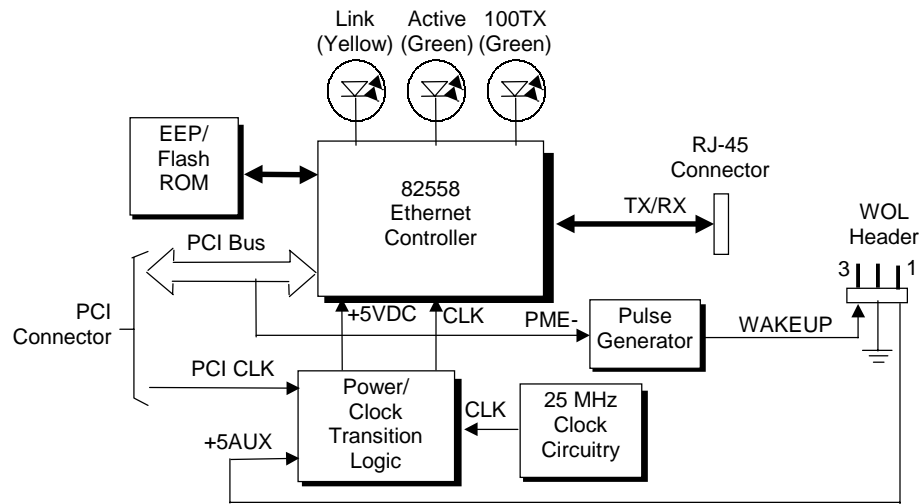 Link Active 100TX
(Yellow) (Green) (Green)
EEP/
Flash
ROM
82558
Ethernet
Controller
RJ-45
Connector
TX/RX
WOL
Header
3 1
PCI Bus
PCI
Connector
+5VDC CLK
PME-
Pulse
Generator
WAKEUP
PCI CLK
Power/
Clock
Transition
Logic
CLK
25 MHz
Clock
Circuitry
+5AUX